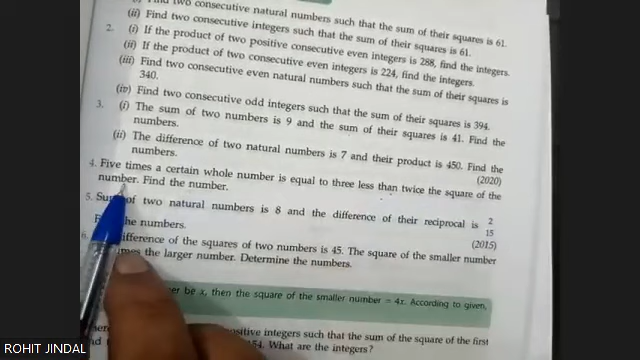 Find two consecutive natural numbers such that the sum of their squares is 61.
(ii) Find two consecutive integers such that the sum of their squares is 61.
2. (i) If the product of two positive consecutive even integers is 288, find the integers.
(ii) If the product of two consecutive even integers is 224, find the integers.
(iii) Find two consecutive even natural numbers such that the sum of their squares is
340.
(iv) Find two consecutive odd integers such that the sum of their squares is 394.
3. (i) The sum of two numbers is 9 and the sum of their squares is 41. Find the
numbers.
(ii) The difference of two natural numbers is 7 and their product is 450. Find the
numbers. (2020)
4. Five times a certain whole number is equal to three less than twice the square of the
number. Find the number.
5. Sum of two natural numbers is 8 and the difference of their reciprocal is 2/15
the numbers. (2015)
6. difference of the squares of two numbers is 45. The square of the smaller number
times the larger number. Determine the numbers.
be x, then the square of the smaller number = 4x. According to given,
positive integers such that the sum of the square of the first
What are the integers?
ROHIT JINDAL